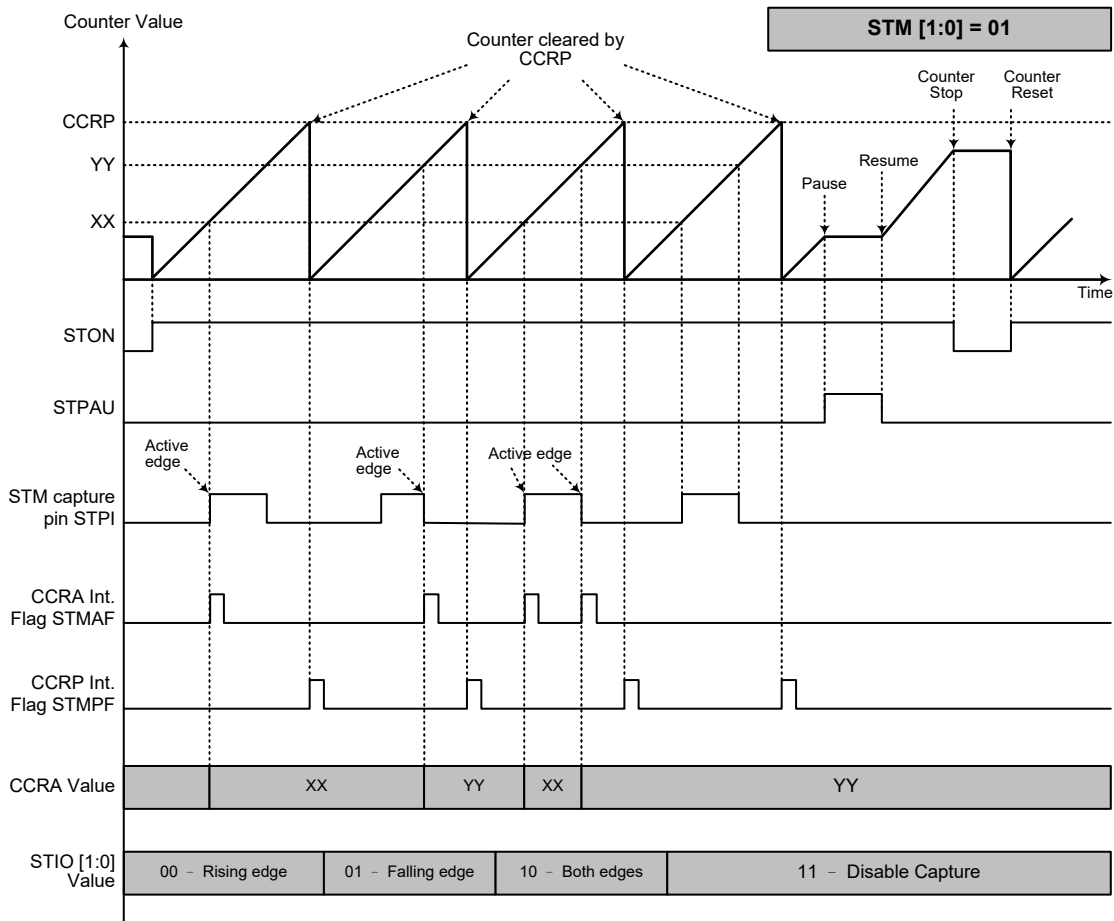 Counter Value
STM [1:0] = 01
Counter cleared by
CCRP
Counter
Stop
Counter
Reset
CCRP
YY
XX
Pause
Resume
Time
STON
STPAU
Active
edge
Active
edge
Active edge
STM capture
pin STPI
CCRA Int.
Flag STMAF
CCRP Int.
Flag STMPF
CCRA Value
XX
YY
XX
YY
STIO [1:0]
Value
00 – Rising edge
01 – Falling edge
10 – Both edges
11 – Disable Capture